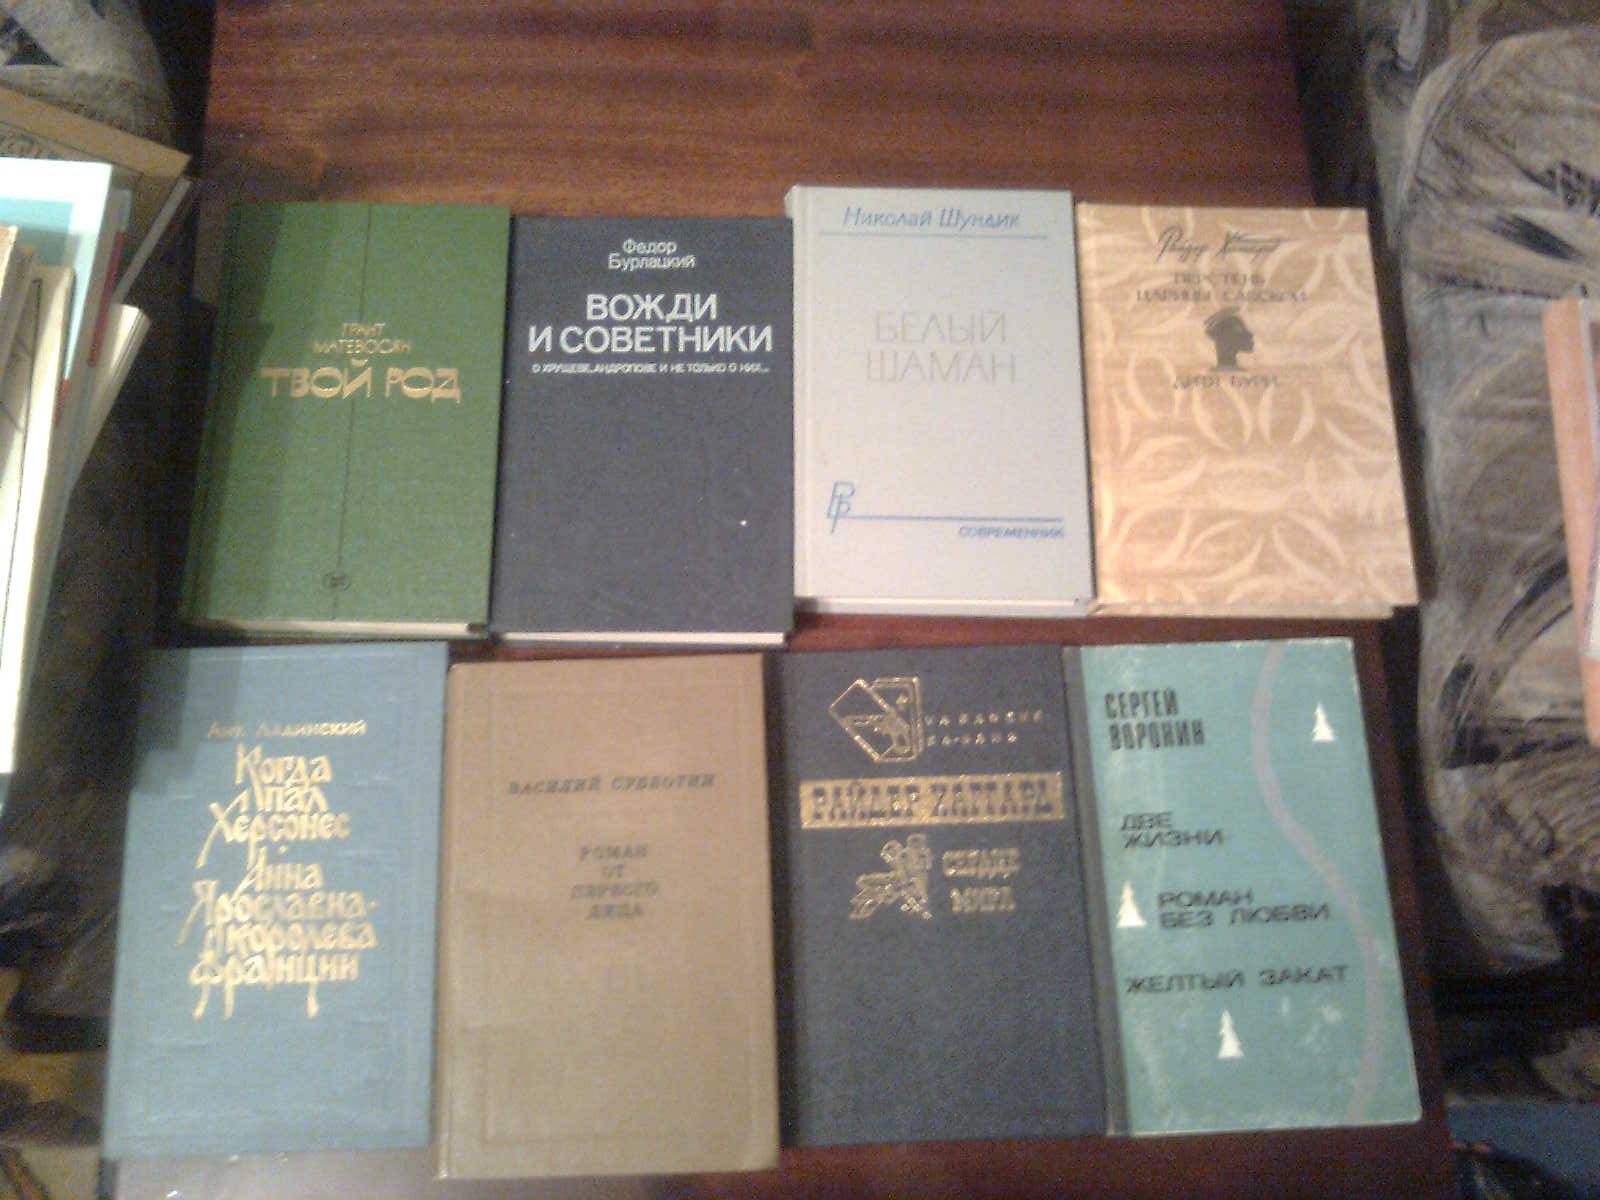 ГРАНТ
МАТЕВОСЯН
ТВОЙ РОД
Федор
Бурлацкий
ВОЖДИ
И СОВЕТНИКИ
О ХРУЩЕВЕ, АНДРОПОВЕ И НЕ ТОЛЬКО О НИХ...
Николай Шундик
БЕЛЫЙ
ШАМАН
СОВРЕМЕННИК
Райдер Хаггард
ПЕРСТЕНЬ
ЦАРИЦЫ САВСКОЙ
ДИТЯ БУРИ
Ант. Ладинский
Когда
пал
Херсонес
Анна
Ярославна-
королева
Франции
ВАСИЛИЙ СУББОТИН
РОМАН
ОТ
ПЕРВОГО
ЛИЦА
РАЙДЕР ХАГГАРД
СЕРДЦЕ
МИРА
СЕРГЕЙ
ВОРОНИН
ДВЕ
ЖИЗНИ
РОМАН
БЕЗ ЛЮБВИ
ЖЕЛТЫЙ ЗАКАТ